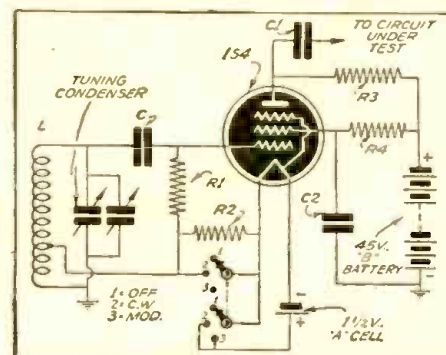 C1
TO CIRCUIT
UNDER
TEST
1S4
TUNING
CONDENSER
R3
C
L
R4
R1
C2
R2
45V.
"B"
BATTERY
1
2
3
1= OFF
2= C.W
3= MOD.
1
2
3
1½V.
"A" CELL